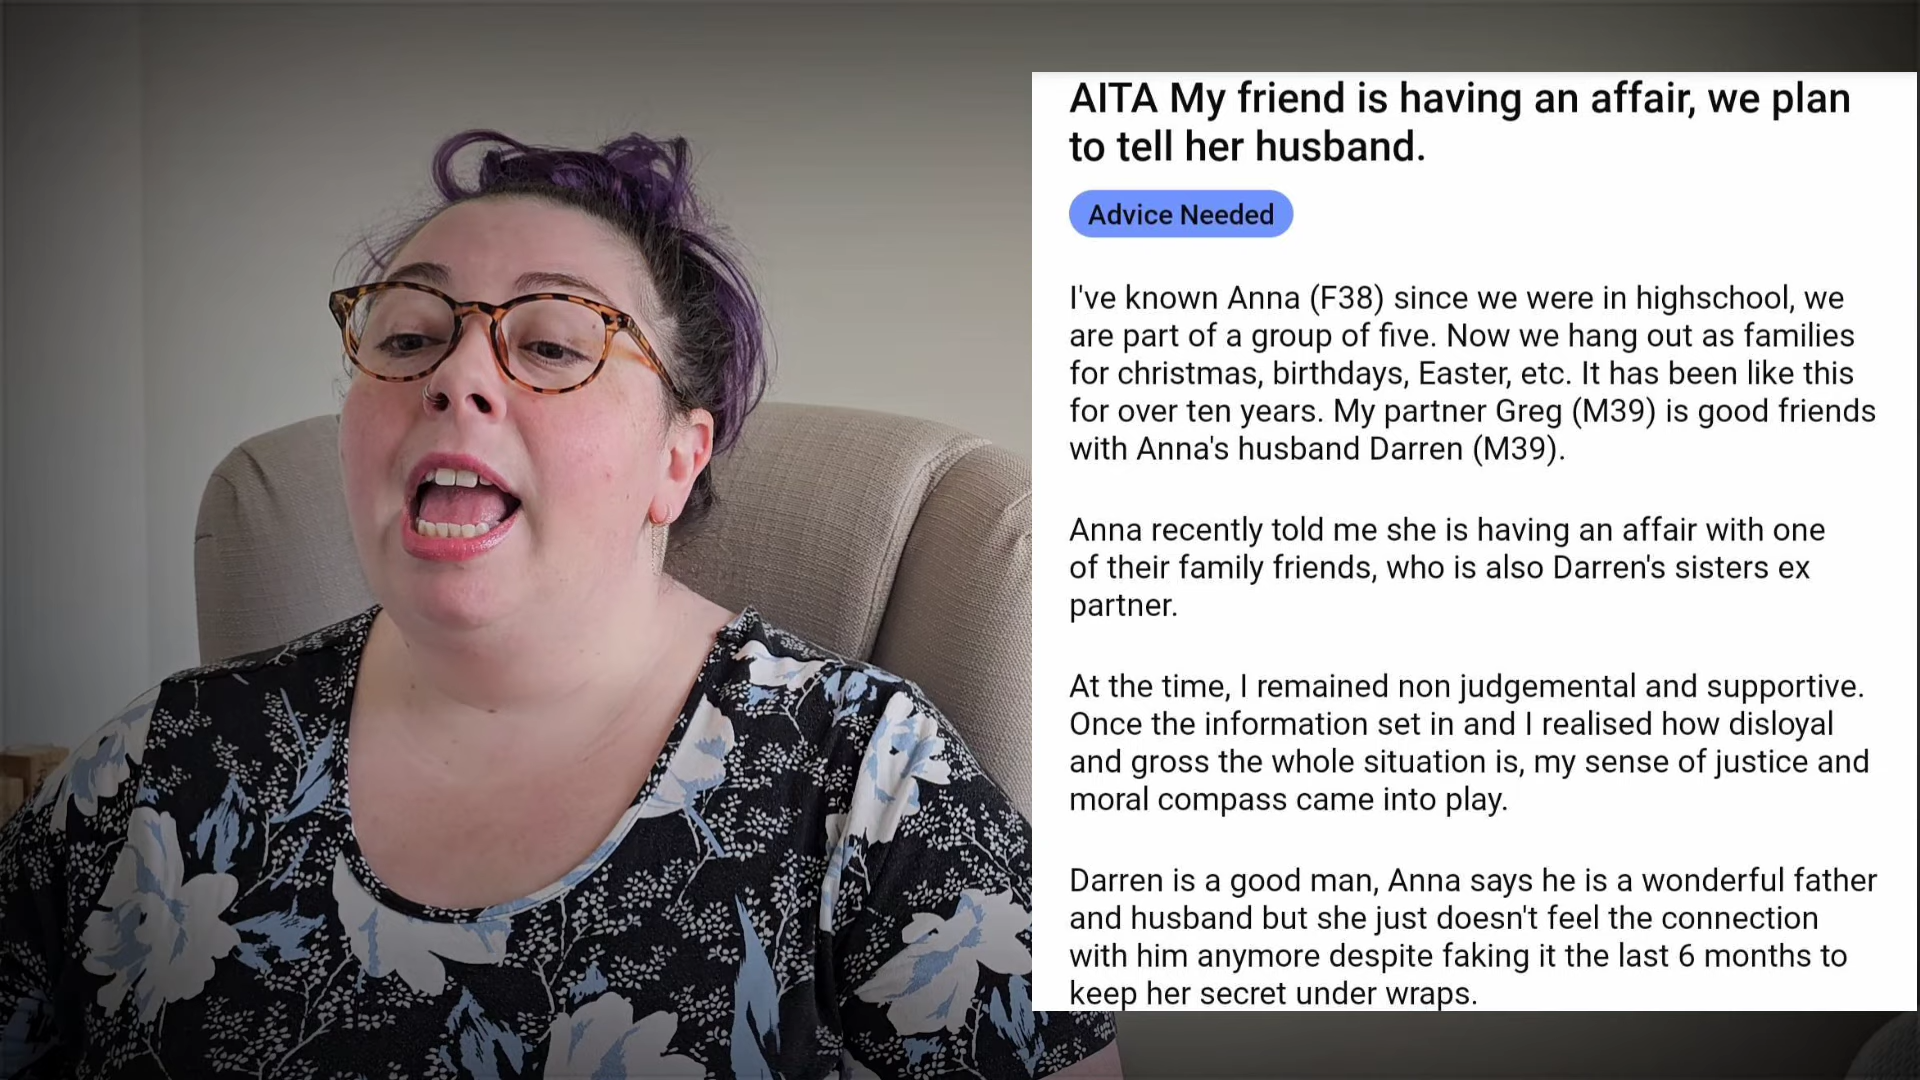 AITA My friend is having an affair, we plan
to tell her husband.
Advice Needed
I've known Anna (F38) since we were in highschool, we
are part of a group of five. Now we hang out as families
for christmas, birthdays, Easter, etc. It has been like this
for over ten years. My partner Greg (M39) is good friends
with Anna's husband Darren (M39).
Anna recently told me she is having an affair with one
of their family friends, who is also Darren's sisters ex
partner.
At the time, I remained non judgemental and supportive.
Once the information set in and I realised how disloyal
and gross the whole situation is, my sense of justice and
moral compass came into play.
Darren is a good man, Anna says he is a wonderful father
and husband but she just doesn't feel the connection
with him anymore despite faking it the last 6 months to
keep her secret under wraps.